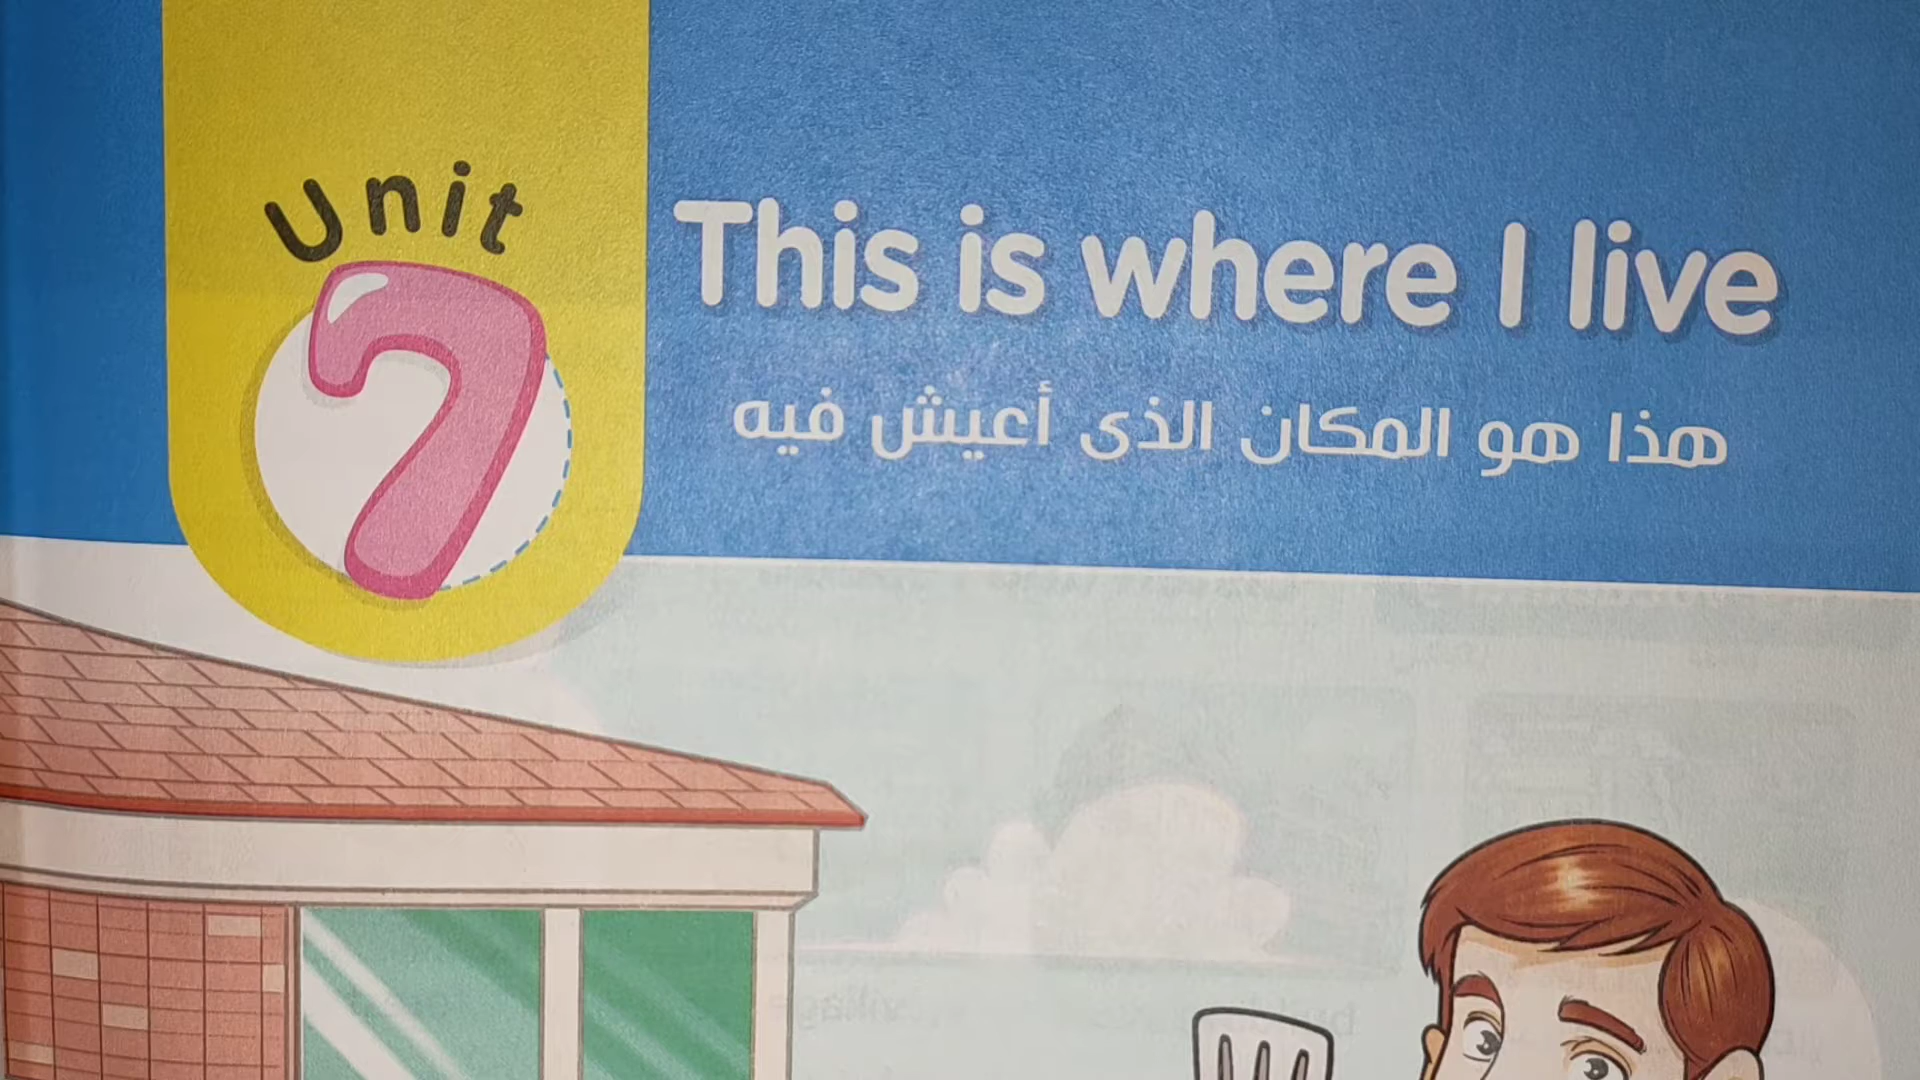 Unit
7
This is where I live
هذا هو المكان الذى أعيش فيه